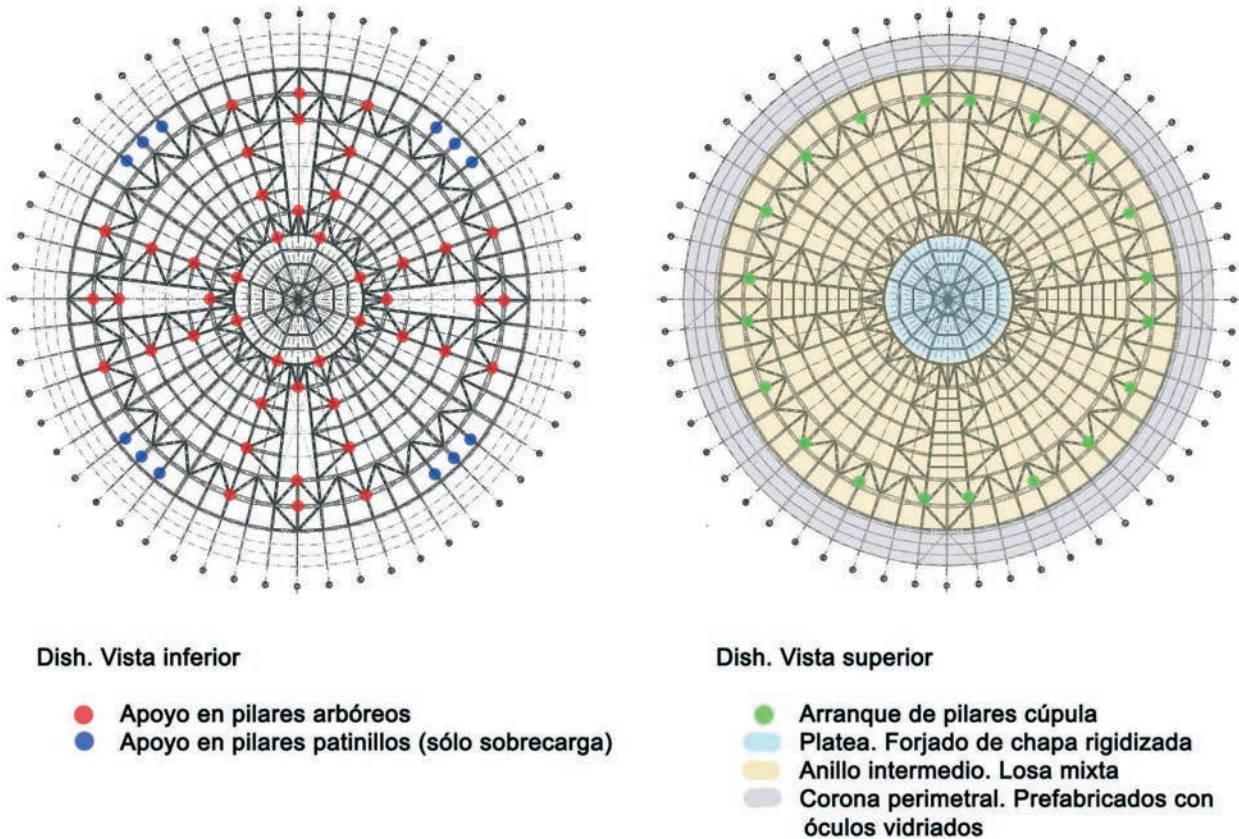 Dish. Vista inferior
Apoyo en pilares arbóreos
Apoyo en pilares patinillos (sólo sobrecarga)
Dish. Vista superior
Arranque de pilares cúpula
Platea. Forjado de chapa rigidizada
Anillo intermedio. Losa mixta
Corona perimetral. Prefabricados con
óculos vidriados